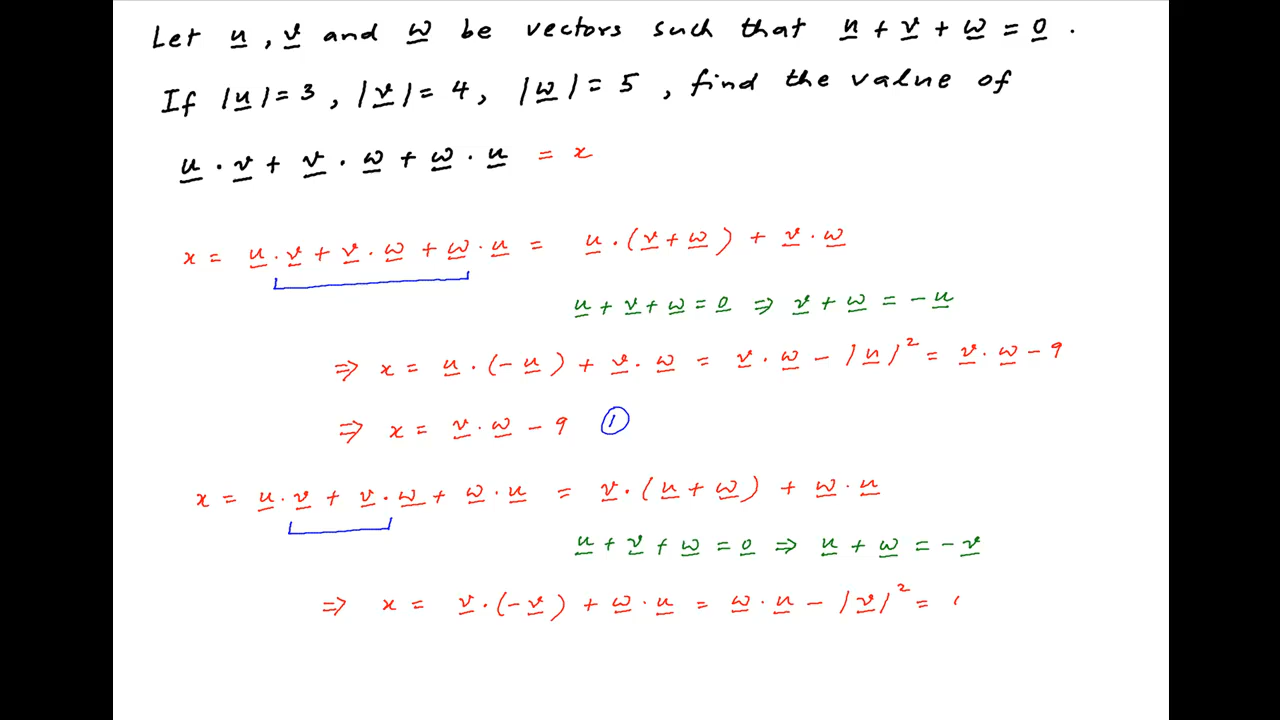 Let u, v and w be vectors such that u + v + w = 0.
If |u| = 3, |v| = 4, |w| = 5, find the value of
u · v + v · w + w · u = x
x = u · v + v · w + w · u = u · (v + w) + v · w
u + v + w = 0 ⇒ v + w = - u
⇒ x = u · (- u) + v · w = v · w - |u|² = v · w - 9
⇒ x = v · w - 9 ①
x = u · v + v · w + w · u = v · (u + w) + w · u
u + v + w = 0 ⇒ u + w = - v
⇒ x = v · (- v) + w · u = w · u - |v|² =